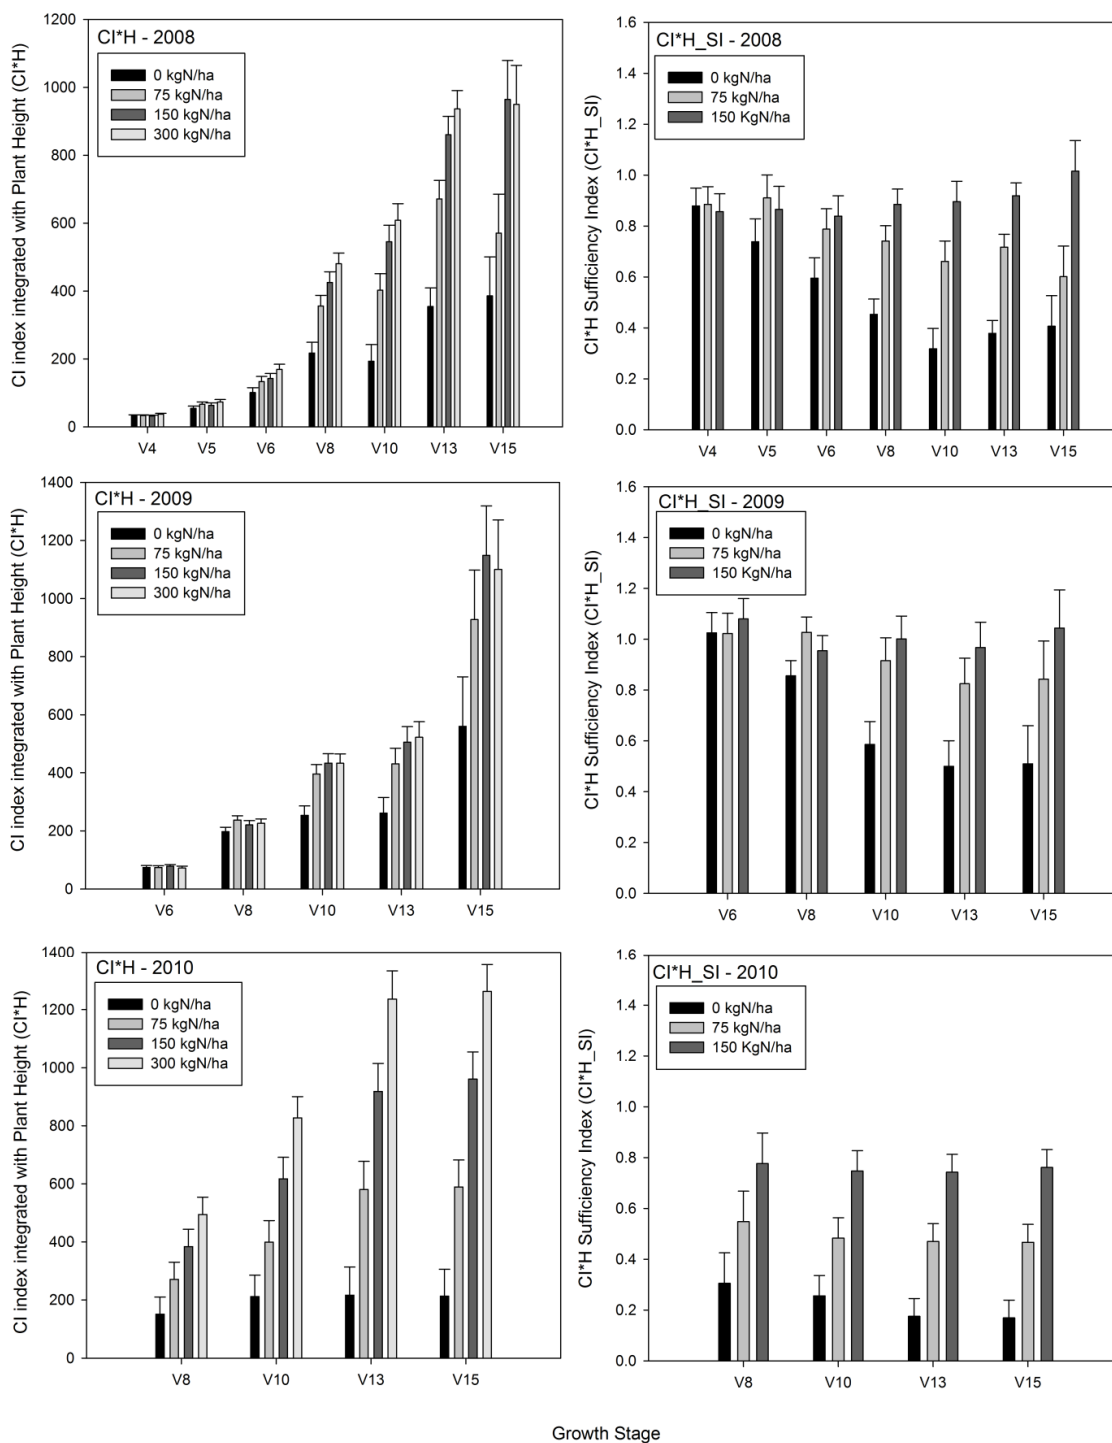 CI*H - 2008
0 kgN/ha
75 kgN/ha
150 kgN/ha
300 kgN/ha
CI index integrated with Plant Height (CI*H)
1200
1000
800
600
400
200
0
V4 V5 V6 V8 V10 V13 V15
CI*H_SI - 2008
0 kgN/ha
75 kgN/ha
150 KgN/ha
CI*H Sufficiency Index (CI*H_SI)
1.6
1.4
1.2
1.0
0.8
0.6
0.4
0.2
0.0
V4 V5 V6 V8 V10 V13 V15
CI*H - 2009
0 kgN/ha
75 kgN/ha
150 kgN/ha
300 kgN/ha
CI index integrated with Plant Height (CI*H)
1400
1200
1000
800
600
400
200
0
V6 V8 V10 V13 V15
CI*H_SI - 2009
0 kgN/ha
75 kgN/ha
150 KgN/ha
CI*H Sufficiency Index (CI*H_SI)
1.6
1.4
1.2
1.0
0.8
0.6
0.4
0.2
0.0
V6 V8 V10 V13 V15
CI*H - 2010
0 kgN/ha
75 kgN/ha
150 kgN/ha
300 kgN/ha
CI index integrated with Plant Height (CI*H)
1400
1200
1000
800
600
400
200
0
V8 V10 V13 V15
CI*H_SI - 2010
0 kgN/ha
75 kgN/ha
150 KgN/ha
CI*H Sufficiency Index (CI*H_SI)
1.6
1.4
1.2
1.0
0.8
0.6
0.4
0.2
0.0
V8 V10 V13 V15
Growth Stage